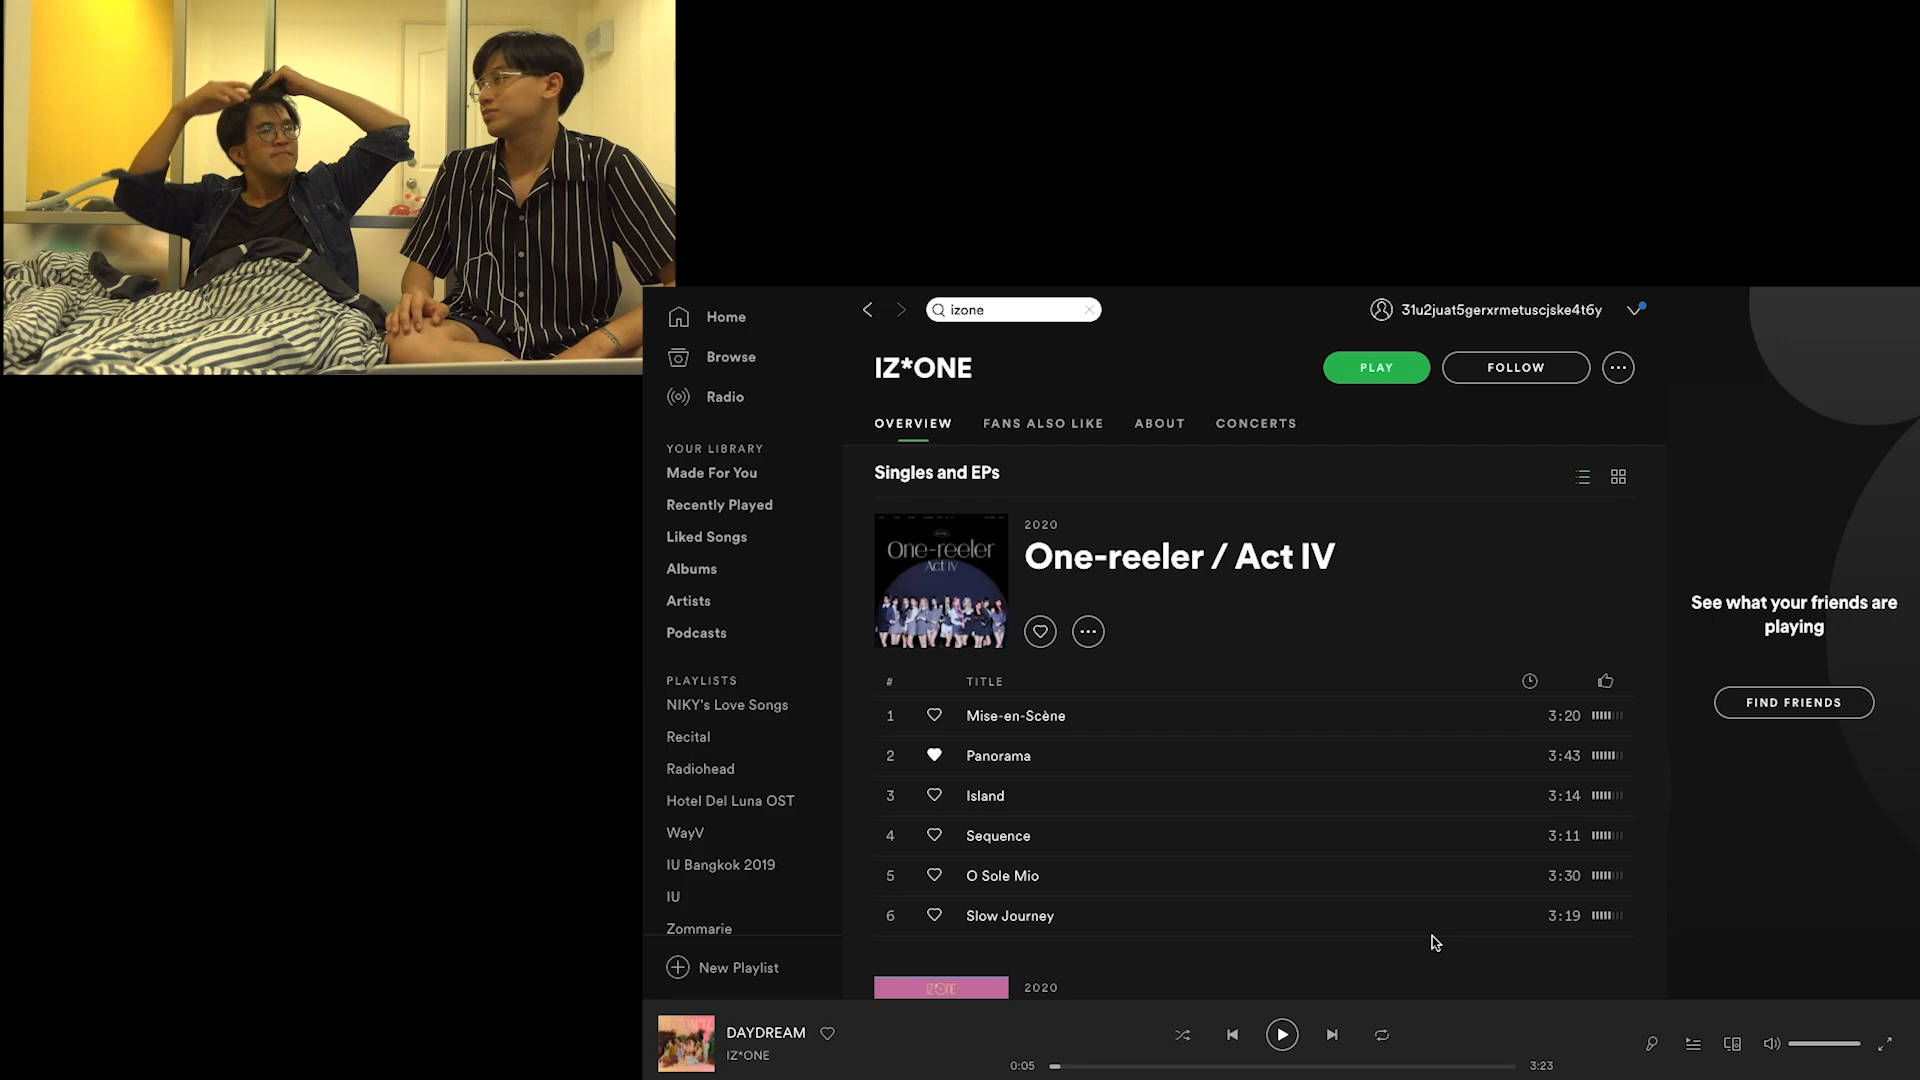 Home
Browse
Radio
YOUR LIBRARY
Made For You
Recently Played
Liked Songs
Albums
Artists
Podcasts
PLAYLISTS
NIKY's Love Songs
Recital
Radiohead
Hotel Del Luna OST
WayV
IU Bangkok 2019
IU
Zommarie
New Playlist
izone
31u2juat5gerxrmetuscjske4t6y
IZ*ONE
PLAY
FOLLOW
OVERVIEW
FANS ALSO LIKE
ABOUT
CONCERTS
Singles and EPs
One-reeler
Act IV
2020
One-reeler / Act IV
# TITLE
1 Mise-en-Scène 3:20
2 Panorama 3:43
3 Island 3:14
4 Sequence 3:11
5 O Sole Mio 3:30
6 Slow Journey 3:19
IZ*ONE
2020
See what your friends are
playing
FIND FRIENDS
DAYDREAM
IZ*ONE
0:05
3:23